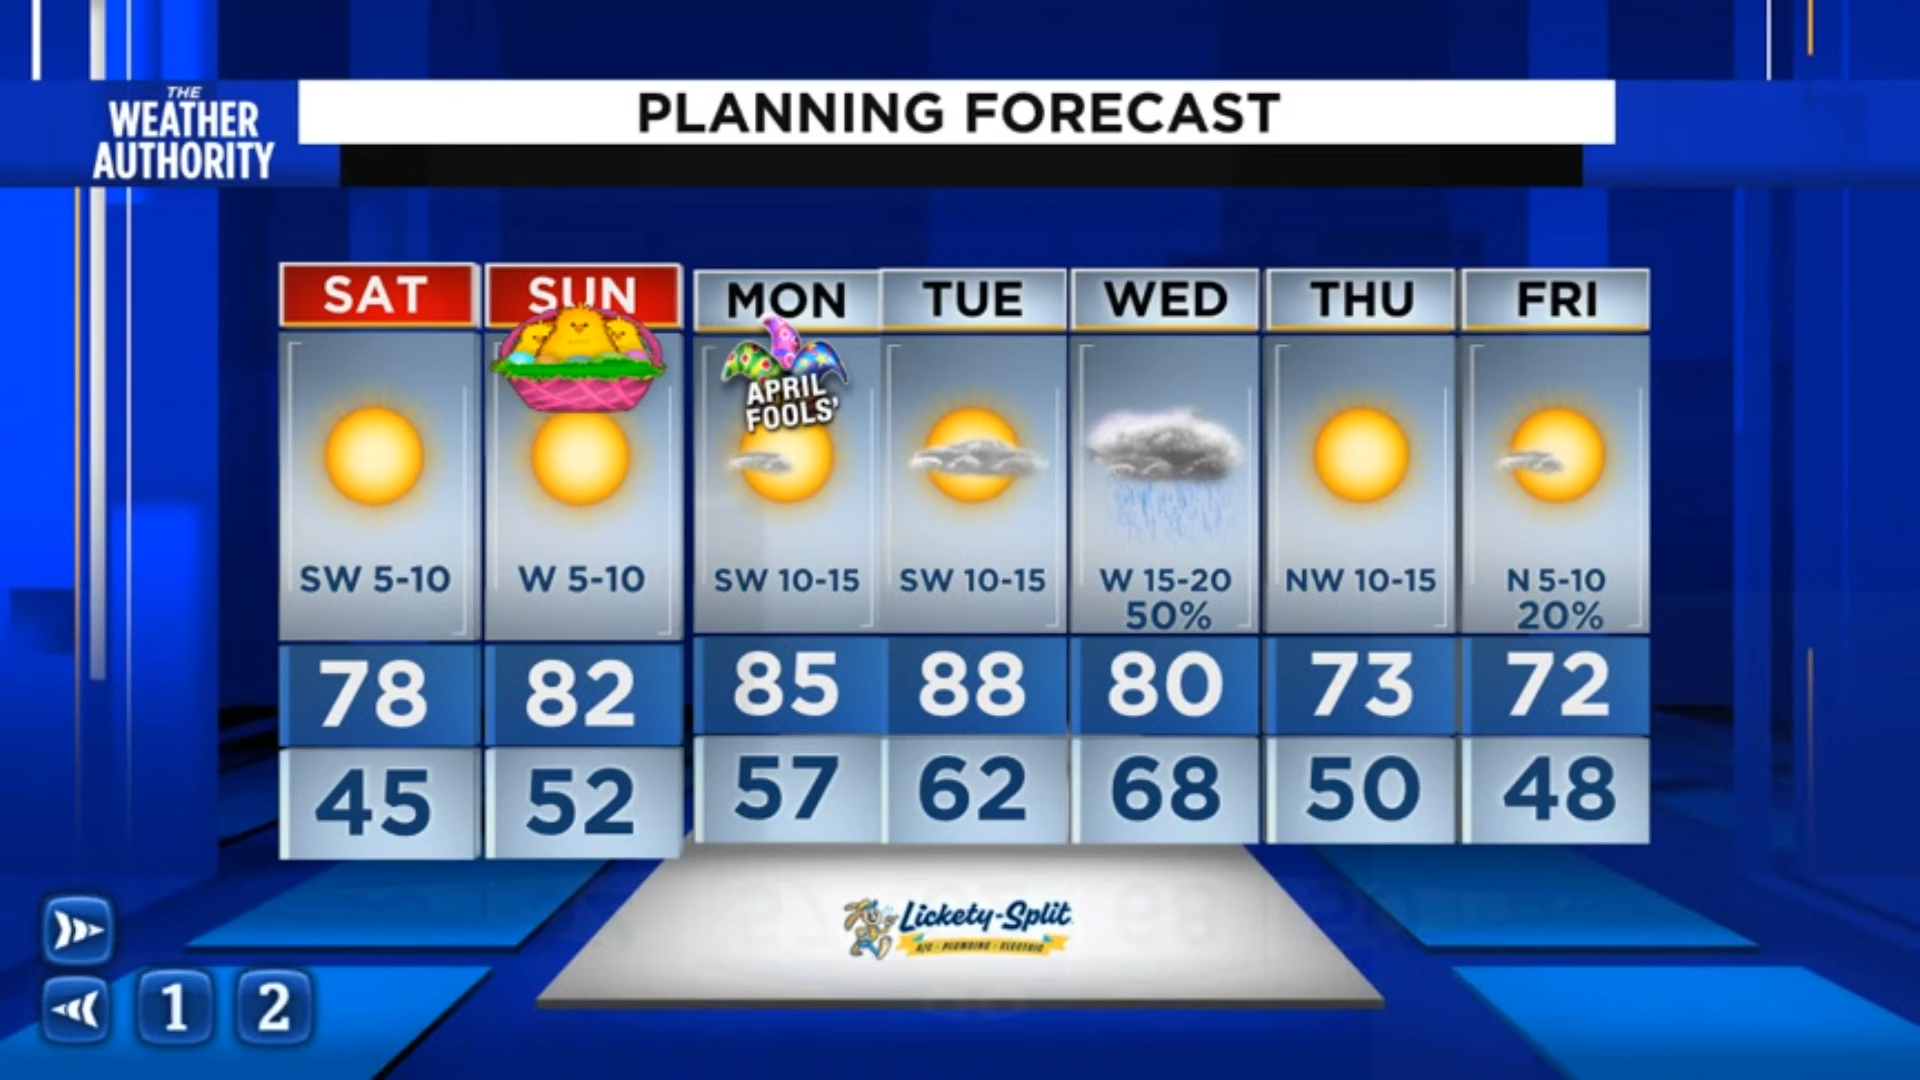 THE
WEATHER
AUTHORITY
PLANNING FORECAST
SAT SUN MON TUE WED THU FRI
APRIL
FOOLS'
SW 5-10 W 5-10 SW 10-15 SW 10-15 W 15-20 NW 10-15 N 5-10
50% 20%
78 82 85 88 80 73 72
45 52 57 62 68 50 48
Lickety-Split
A/C - PLUMBING - ELECTRIC
1 2